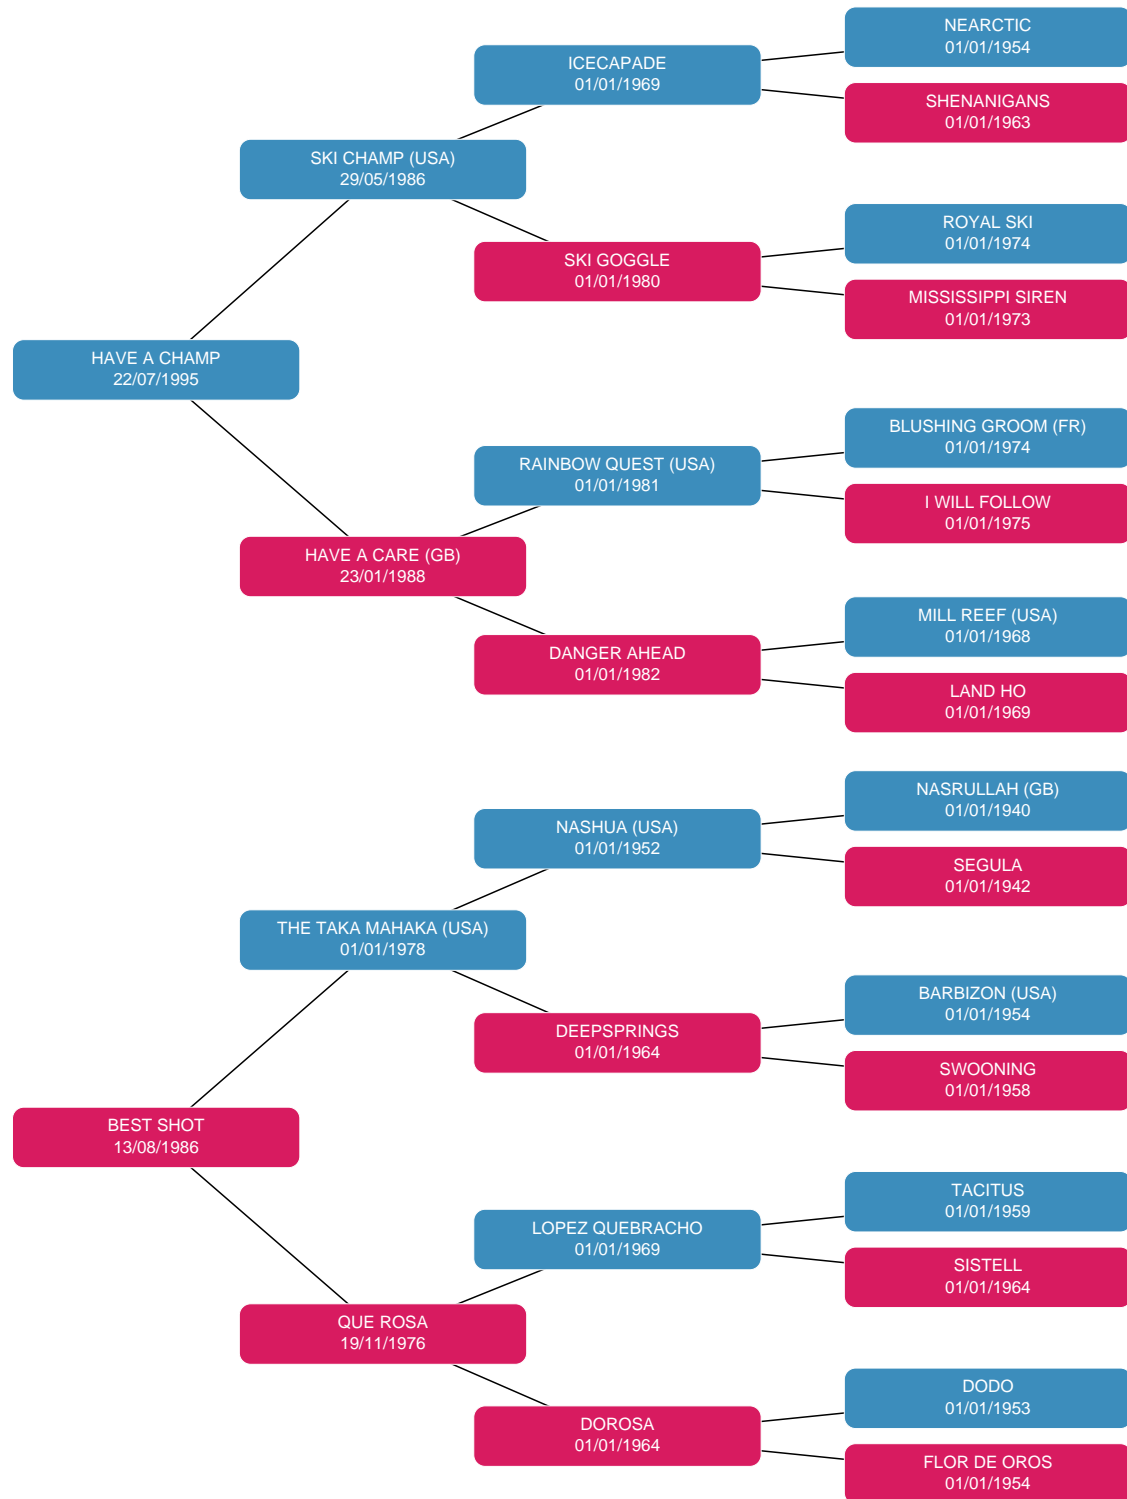 NEARCTIC
01/01/1954
ICECAPADE
01/01/1969
SHENANIGANS
01/01/1963
SKI CHAMP (USA)
29/05/1986
ROYAL SKI
01/01/1974
SKI GOGGLE
01/01/1980
MISSISSIPPI SIREN
01/01/1973
HAVE A CHAMP
22/07/1995
BLUSHING GROOM (FR)
01/01/1974
RAINBOW QUEST (USA)
01/01/1981
I WILL FOLLOW
01/01/1975
HAVE A CARE (GB)
23/01/1988
MILL REEF (USA)
01/01/1968
DANGER AHEAD
01/01/1982
LAND HO
01/01/1969
NASRULLAH (GB)
01/01/1940
NASHUA (USA)
01/01/1952
SEGULA
01/01/1942
THE TAKA MAHAKA (USA)
01/01/1978
BARBIZON (USA)
01/01/1954
DEEPSPRINGS
01/01/1964
SWOONING
01/01/1958
BEST SHOT
13/08/1986
TACITUS
01/01/1959
LOPEZ QUEBRACHO
01/01/1969
SISTELL
01/01/1964
QUE ROSA
19/11/1976
DODO
01/01/1953
DOROSA
01/01/1964
FLOR DE OROS
01/01/1954